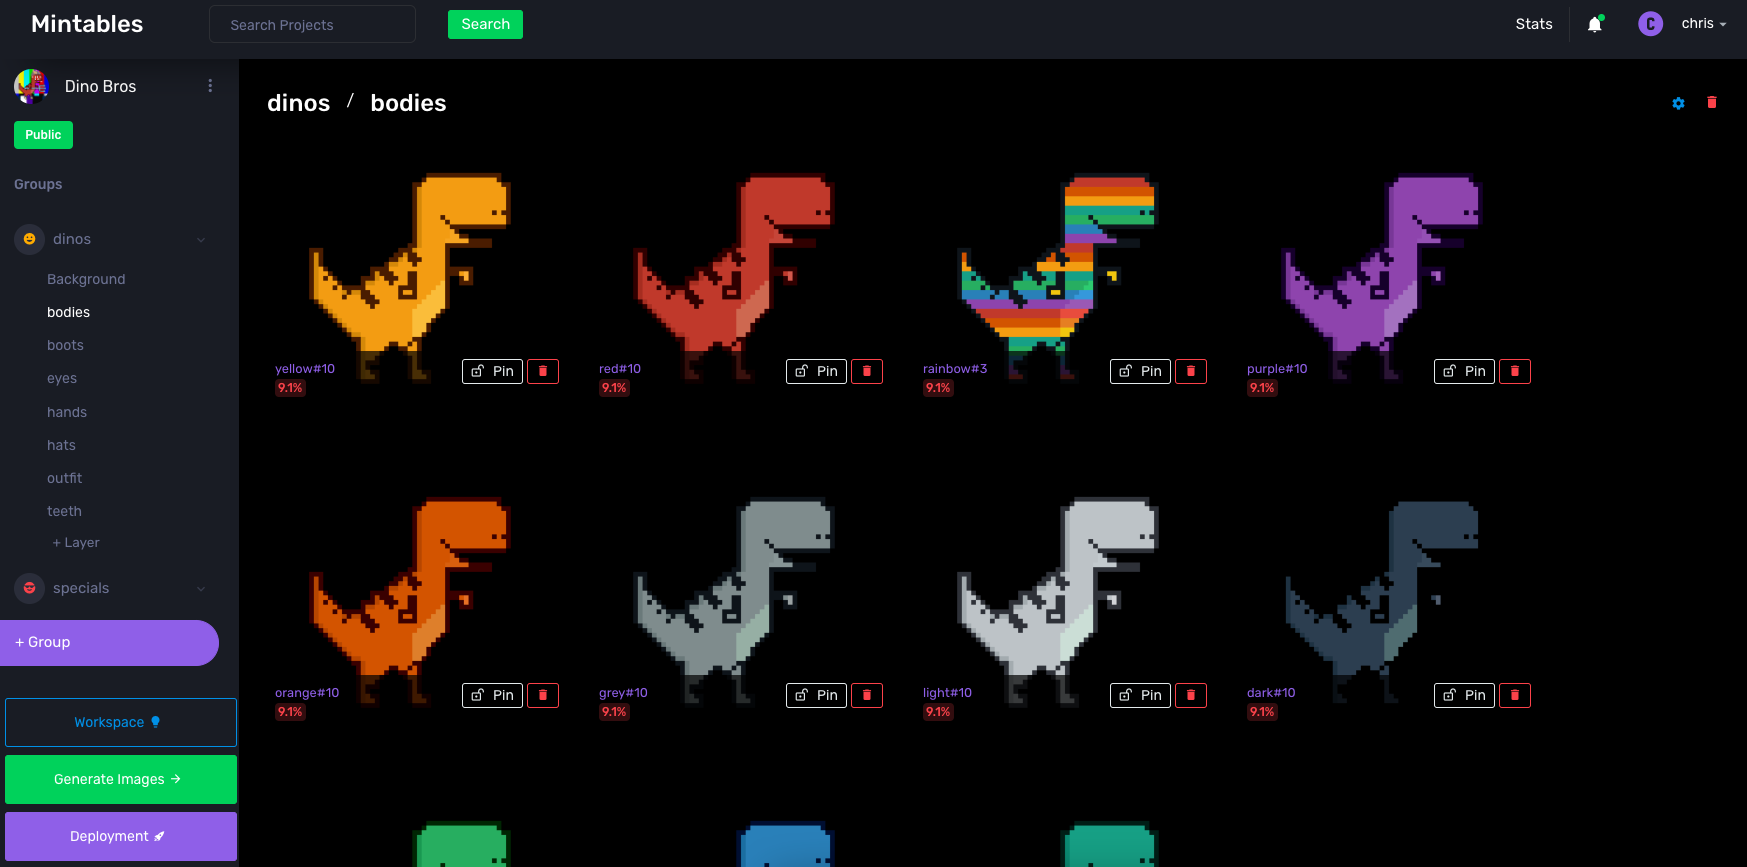 Mintables
Search Projects
Search
Stats
C
chris
Dino Bros
Public
Groups
dinos
Background
bodies
boots
eyes
hands
hats
outfit
teeth
+ Layer
specials
+ Group
Workspace
Generate Images →
Deployment
dinos / bodies
yellow#10
9.1%
Pin
red#10
9.1%
Pin
rainbow#3
9.1%
Pin
purple#10
9.1%
Pin
orange#10
9.1%
Pin
grey#10
9.1%
Pin
light#10
9.1%
Pin
dark#10
9.1%
Pin